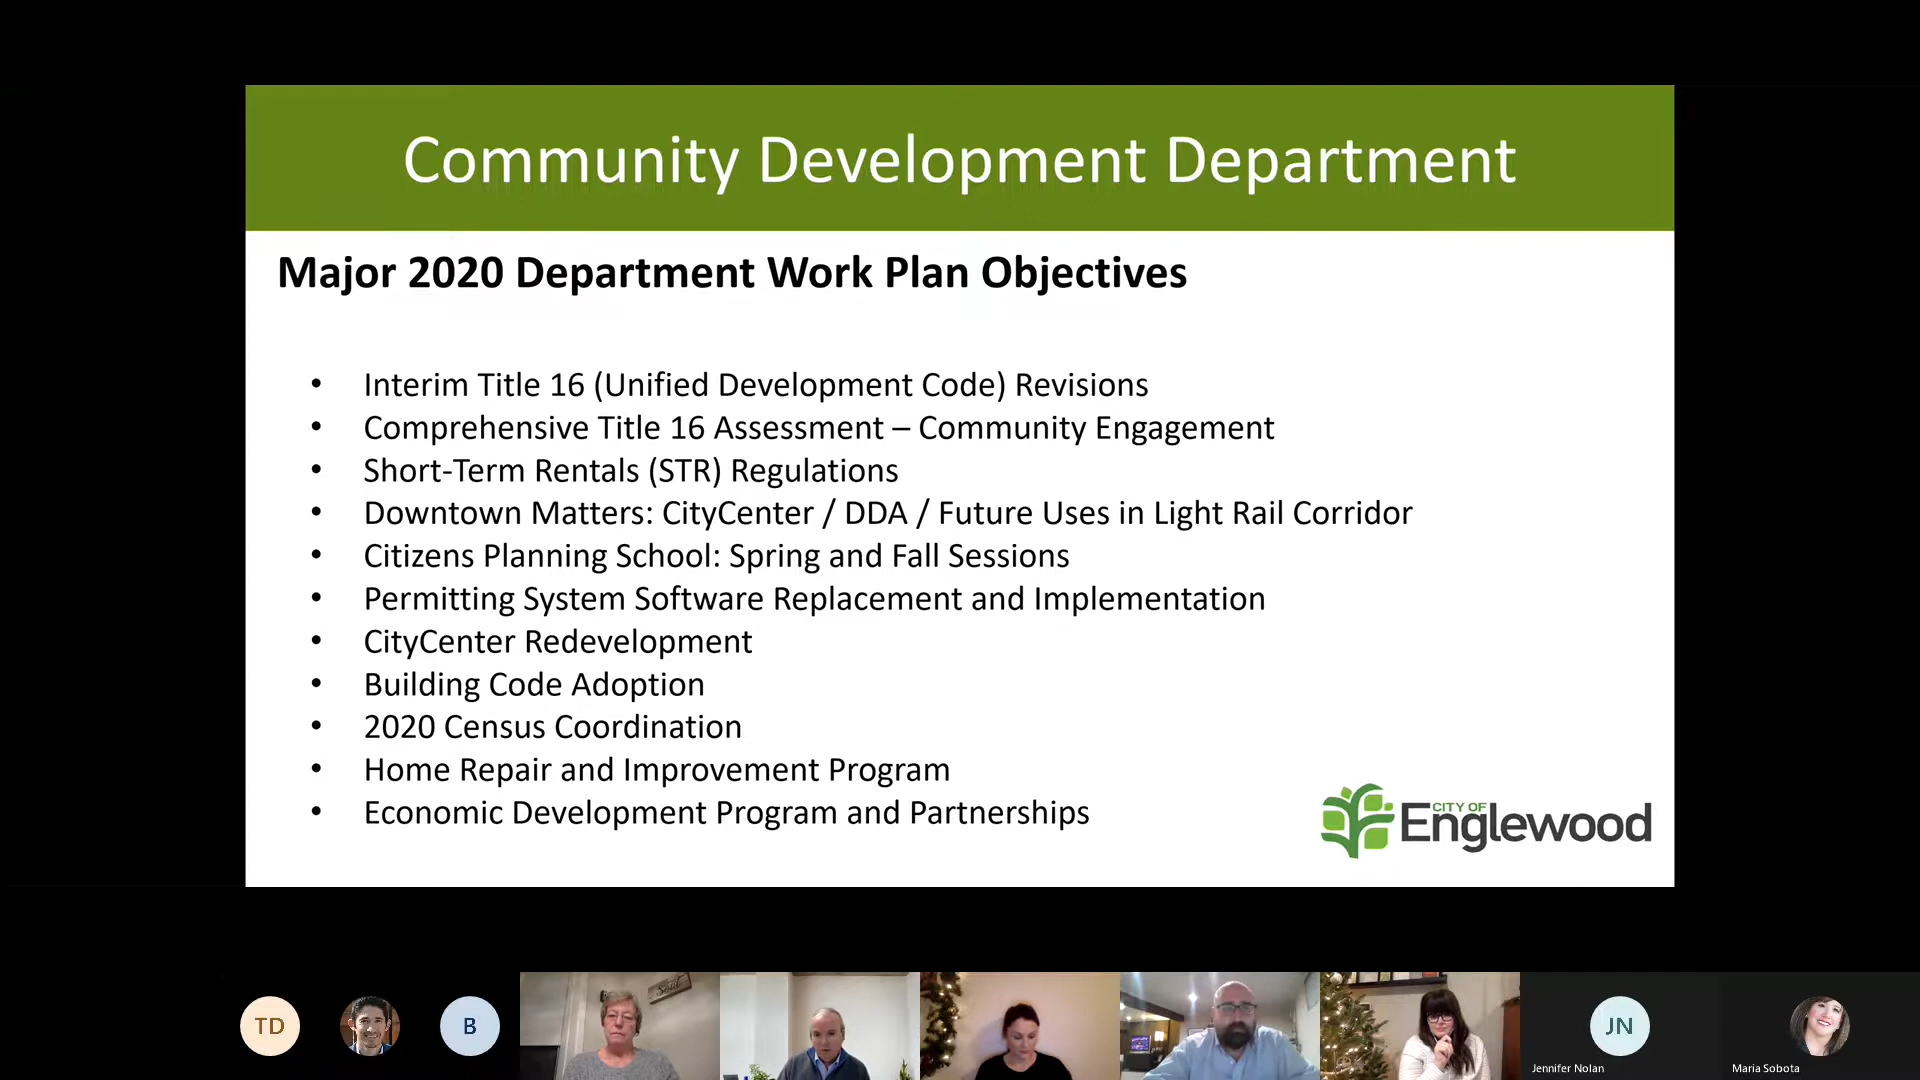 Community Development Department
Major 2020 Department Work Plan Objectives
• Interim Title 16 (Unified Development Code) Revisions
• Comprehensive Title 16 Assessment – Community Engagement
• Short-Term Rentals (STR) Regulations
• Downtown Matters: CityCenter / DDA / Future Uses in Light Rail Corridor
• Citizens Planning School: Spring and Fall Sessions
• Permitting System Software Replacement and Implementation
• CityCenter Redevelopment
• Building Code Adoption
• 2020 Census Coordination
• Home Repair and Improvement Program
• Economic Development Program and Partnerships
CITY OF
Englewood
TD
B
Soul
JN
Jennifer Nolan
Maria Sobota